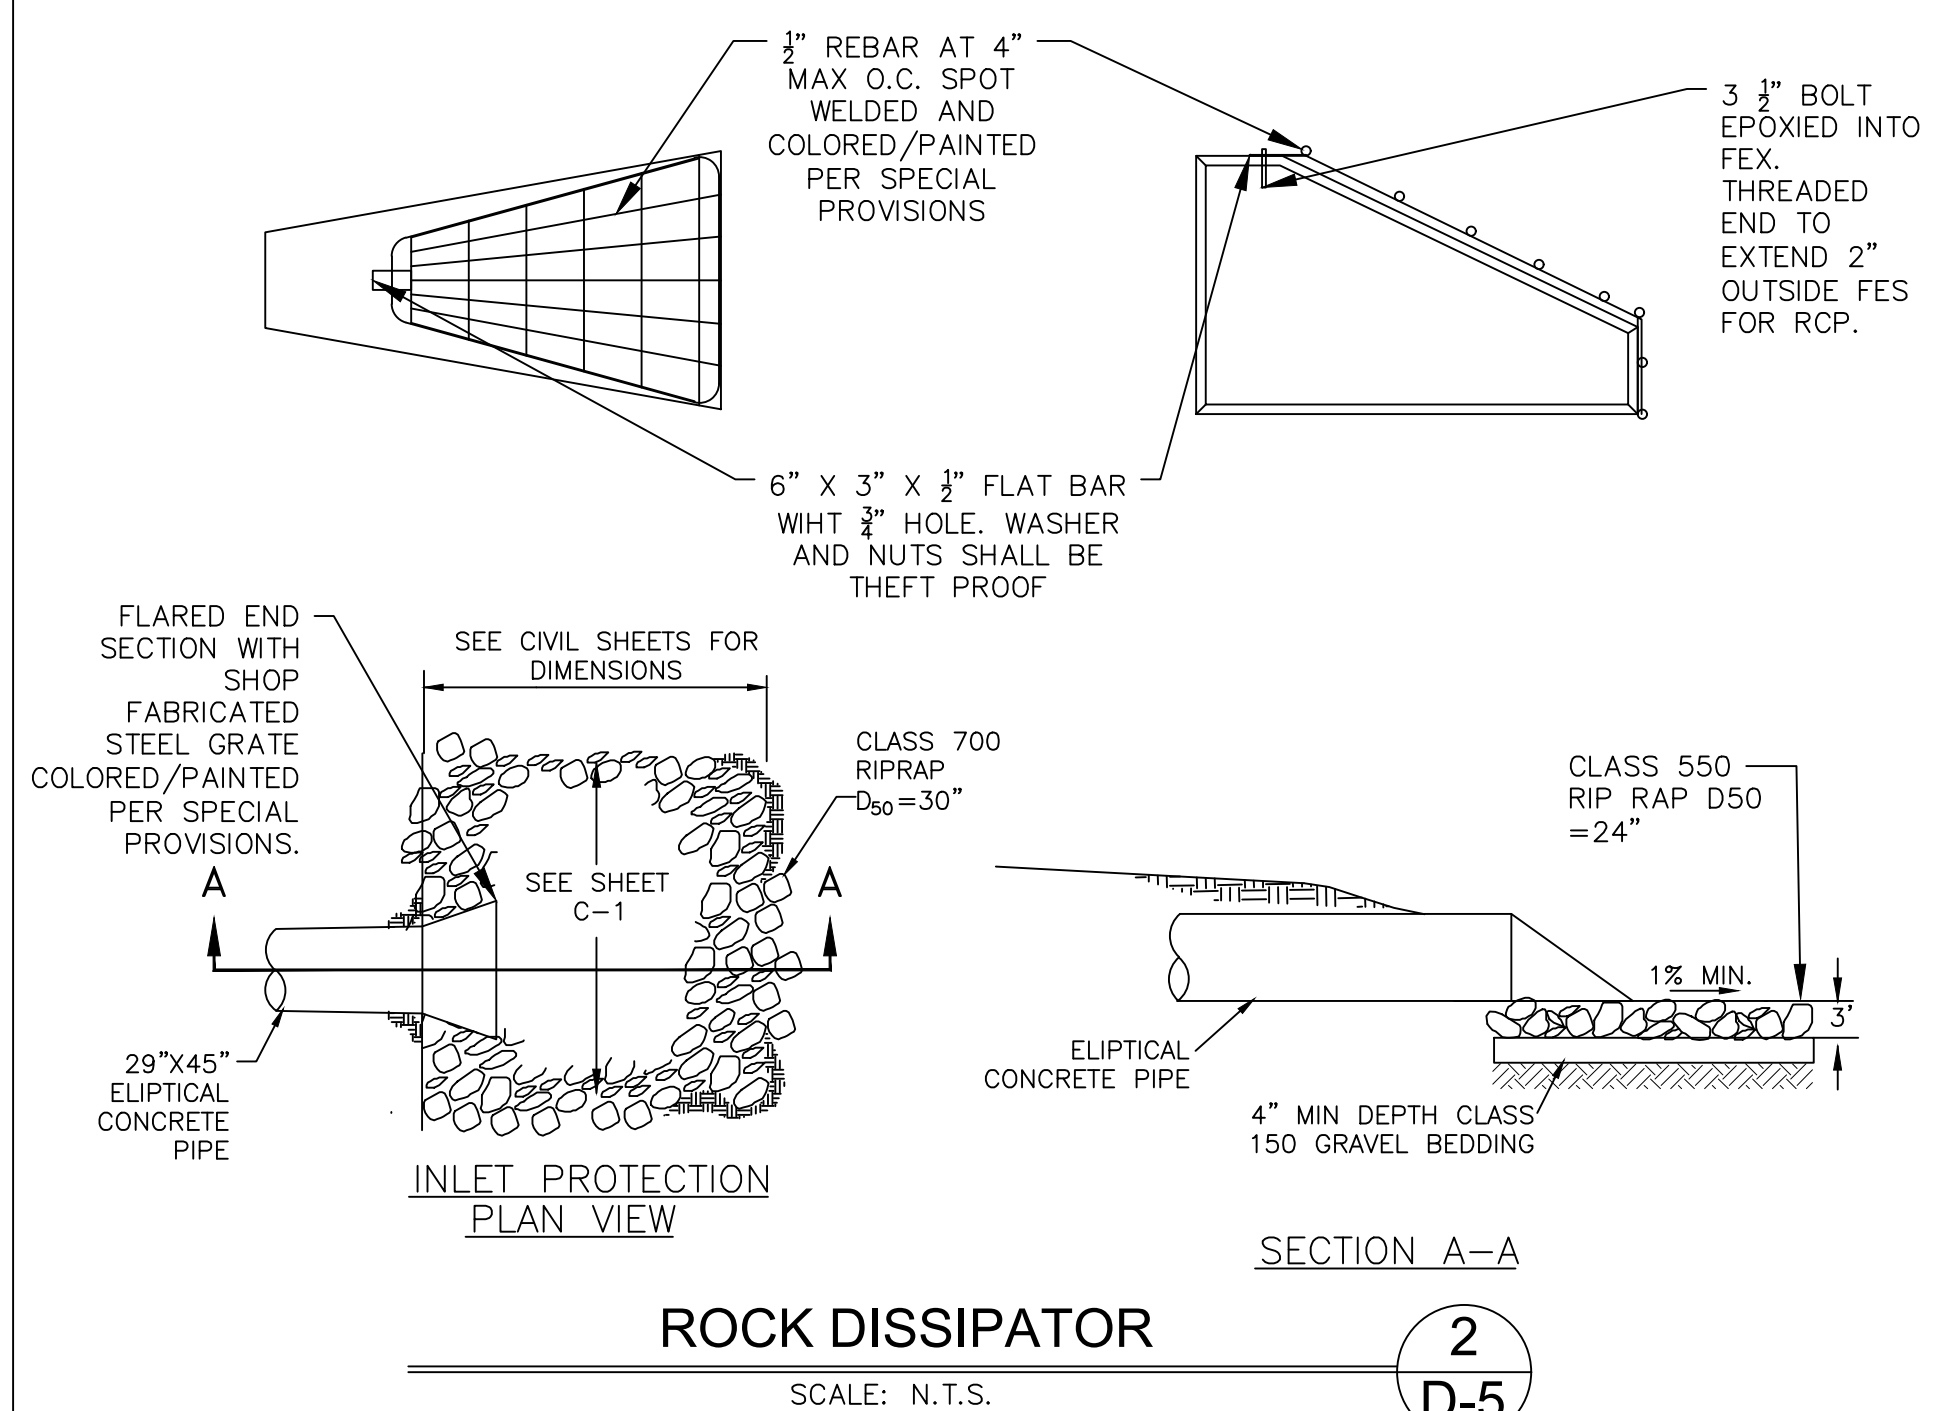 ½” REBAR AT 4”
MAX O.C. SPOT
WELDED AND
COLORED/PAINTED
PER SPECIAL
PROVISIONS
3 ½” BOLT
EPOXIED INTO
FEX.
THREADED
END TO
EXTEND 2”
OUTSIDE FES
FOR RCP.
6” X 3” X ½” FLAT BAR
WIHT ¾” HOLE. WASHER
AND NUTS SHALL BE
THEFT PROOF
FLARED END
SECTION WITH
SHOP
FABRICATED
STEEL GRATE
COLORED/PAINTED
PER SPECIAL
PROVISIONS.
SEE CIVIL SHEETS FOR
DIMENSIONS
CLASS 700
RIPRAP
D50=30”
SEE SHEET
C-1
A
A
29”X45”
ELIPTICAL
CONCRETE
PIPE
INLET PROTECTION
PLAN VIEW
CLASS 550
RIP RAP D50
=24”
1% MIN.
3'
ELIPTICAL
CONCRETE PIPE
4” MIN DEPTH CLASS
150 GRAVEL BEDDING
SECTION A-A
ROCK DISSIPATOR
SCALE: N.T.S.
2
D-5